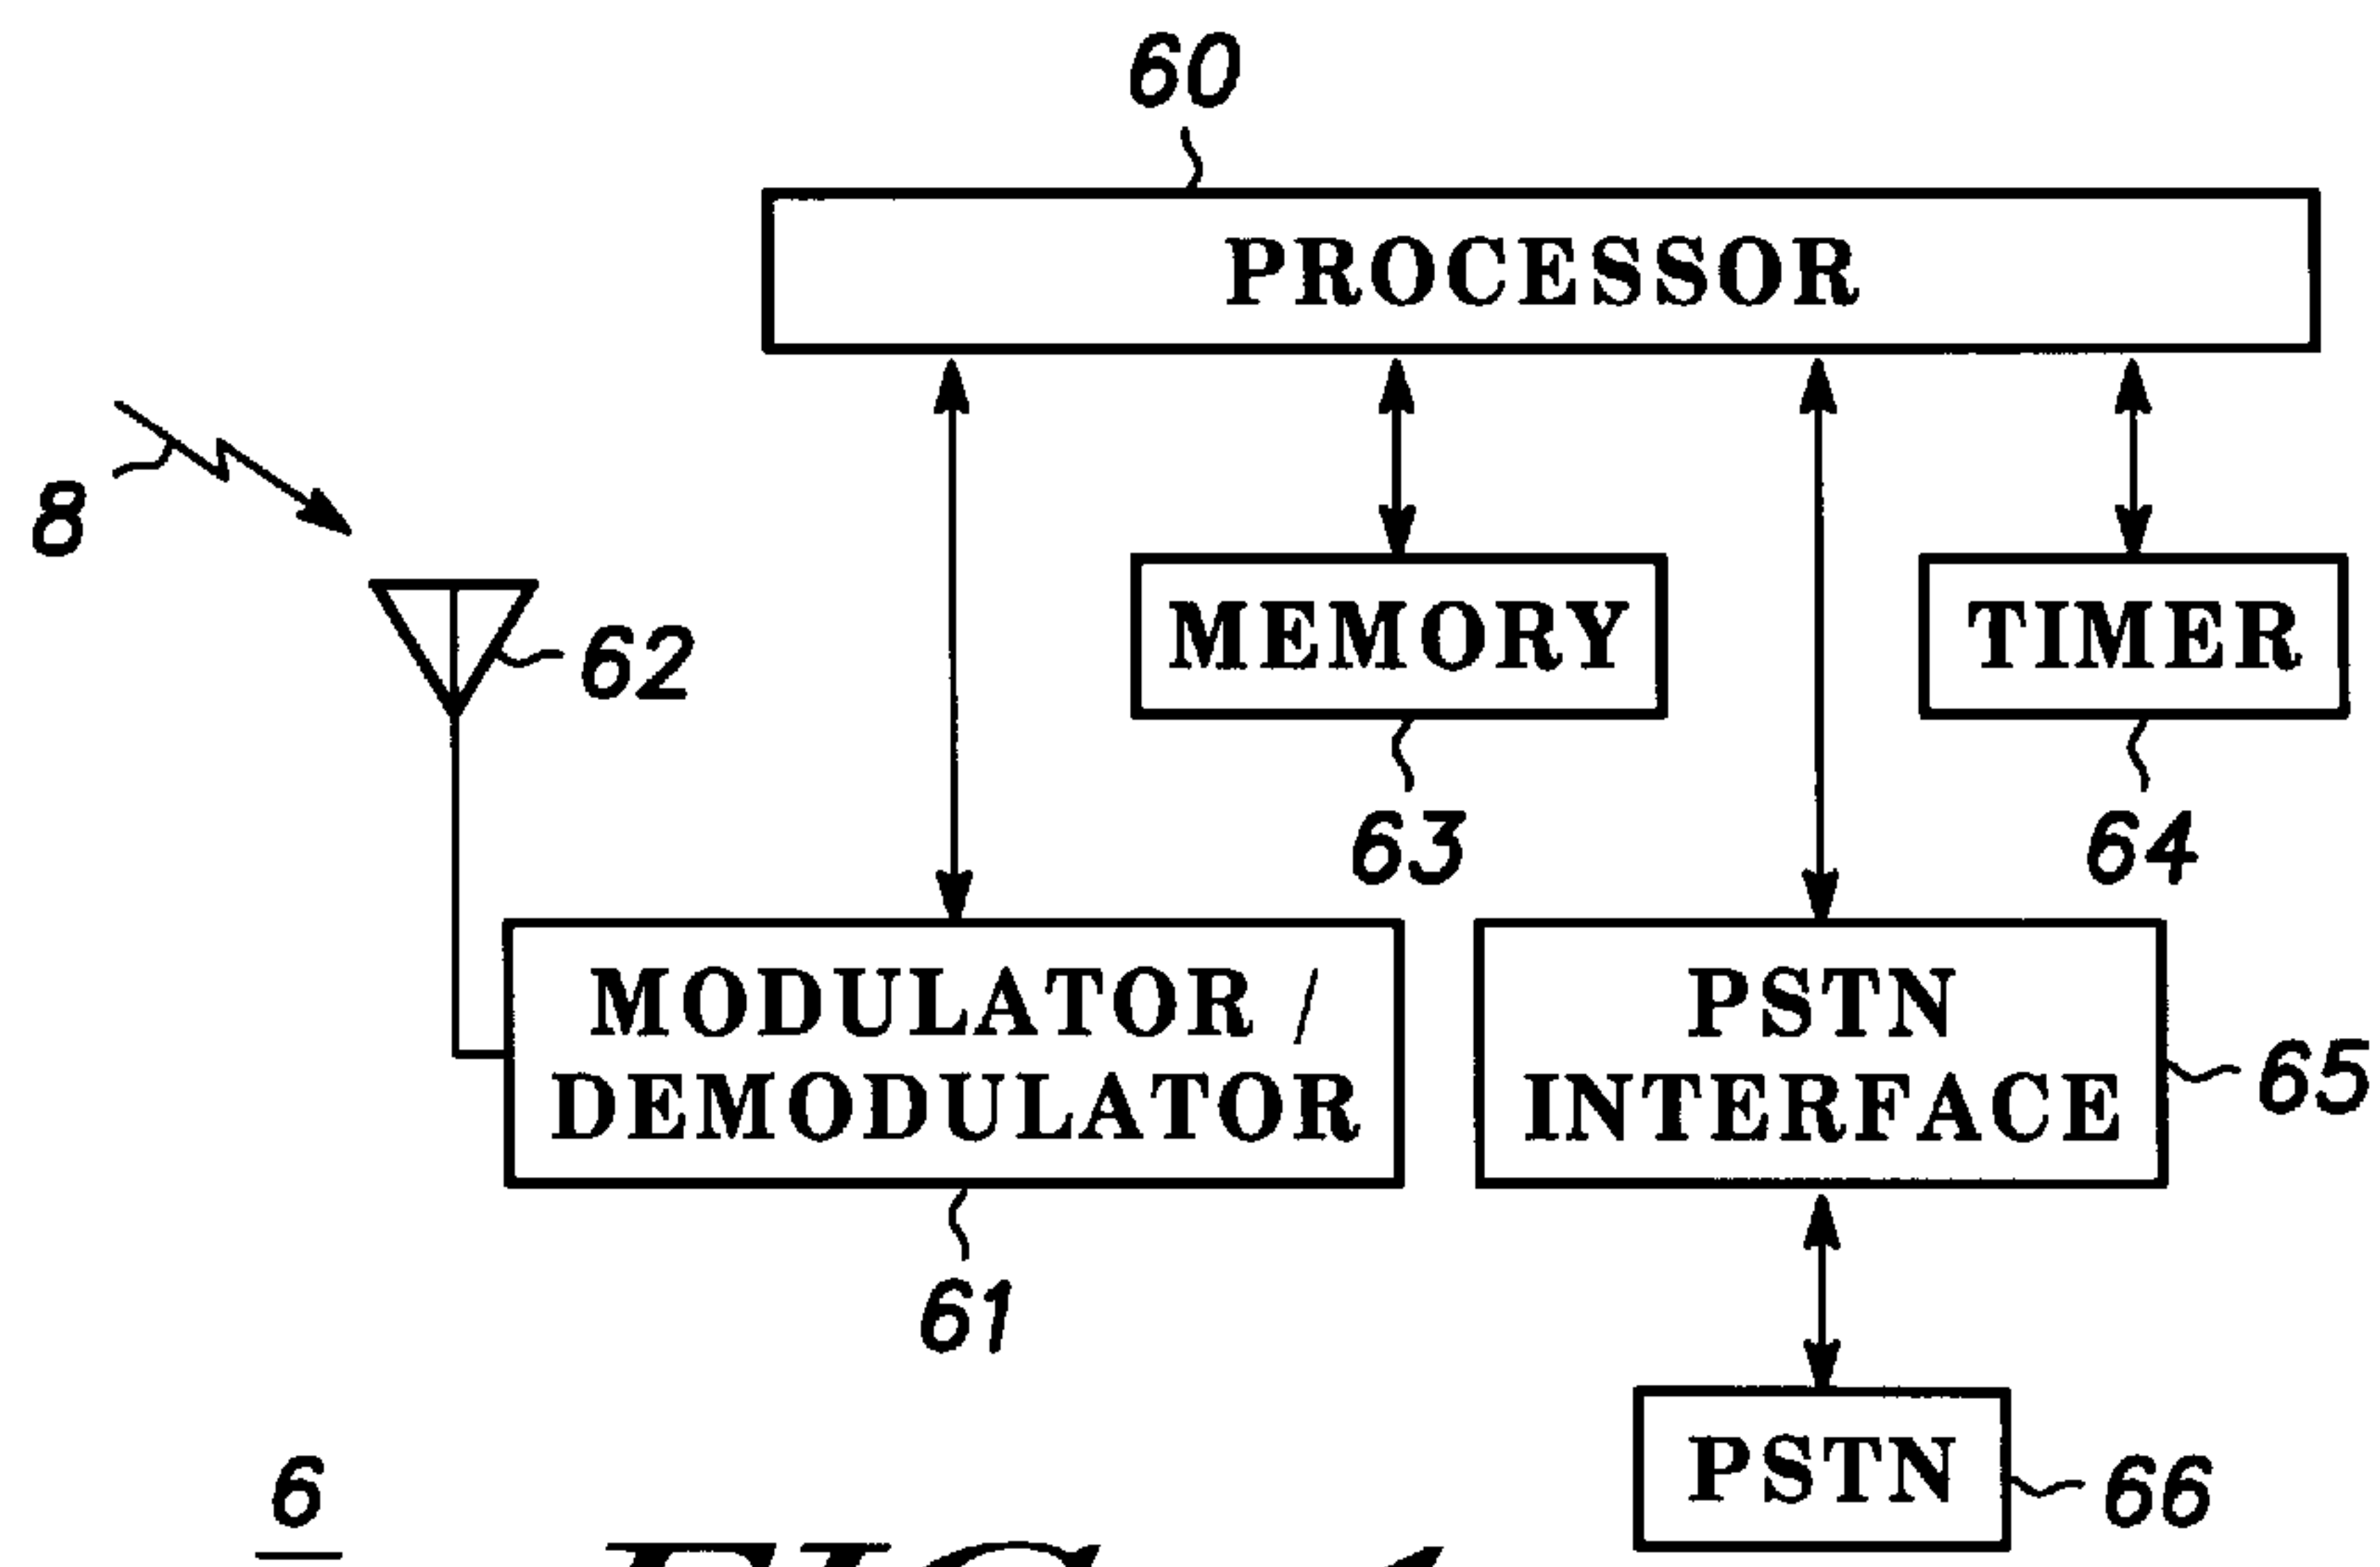 60
PROCESSOR
8
62
MEMORY
TIMER
63
64
MODULATOR /
DEMODULATOR
PSTN
INTERFACE
65
61
PSTN
66
6